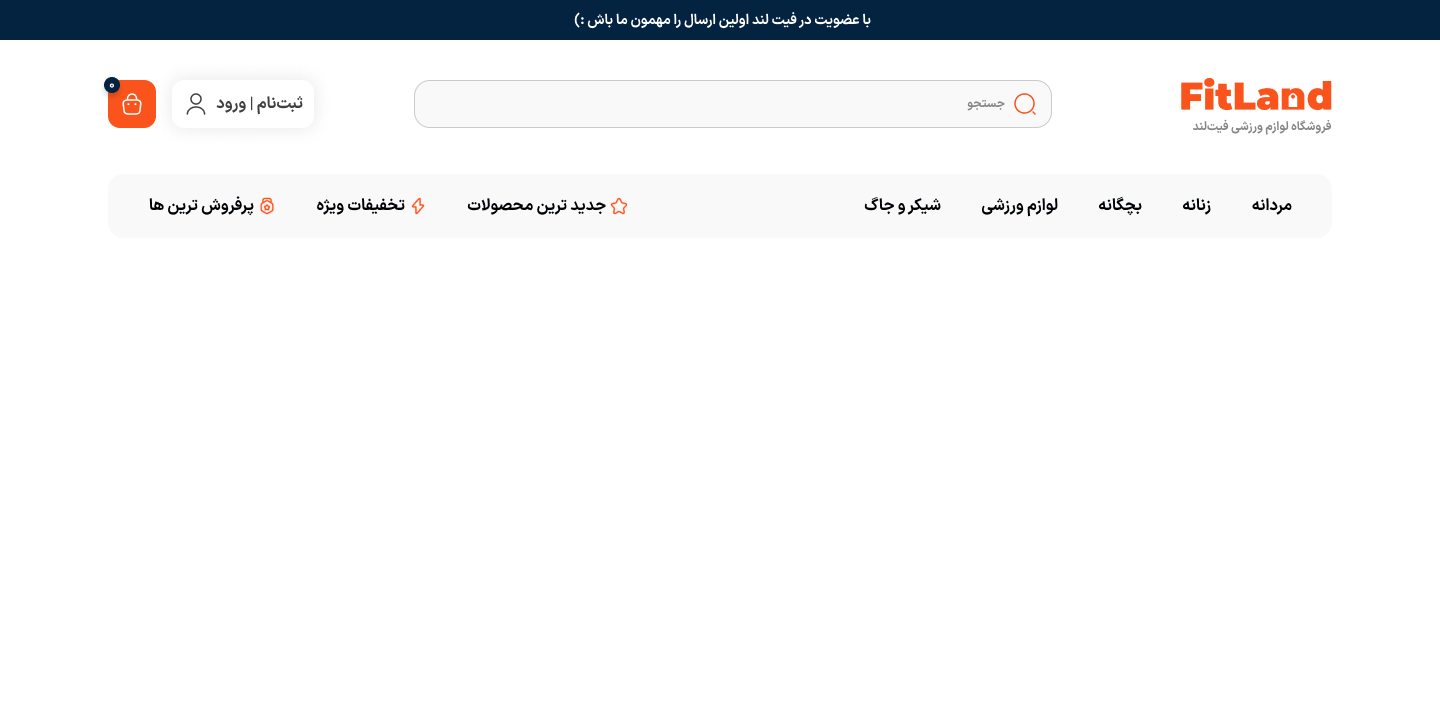 با عضویت در فیت لند اولین ارسال را مهمون ما باش :)
FitLand
فروشگاه لوازم ورزشی فیت‌لند
جستجو
ثبت‌نام | ورود
۰
مردانه
زنانه
بچگانه
لوازم ورزشی
شیکر و جاگ
جدید ترین محصولات
تخفیفات ویژه
پرفروش ترین ها